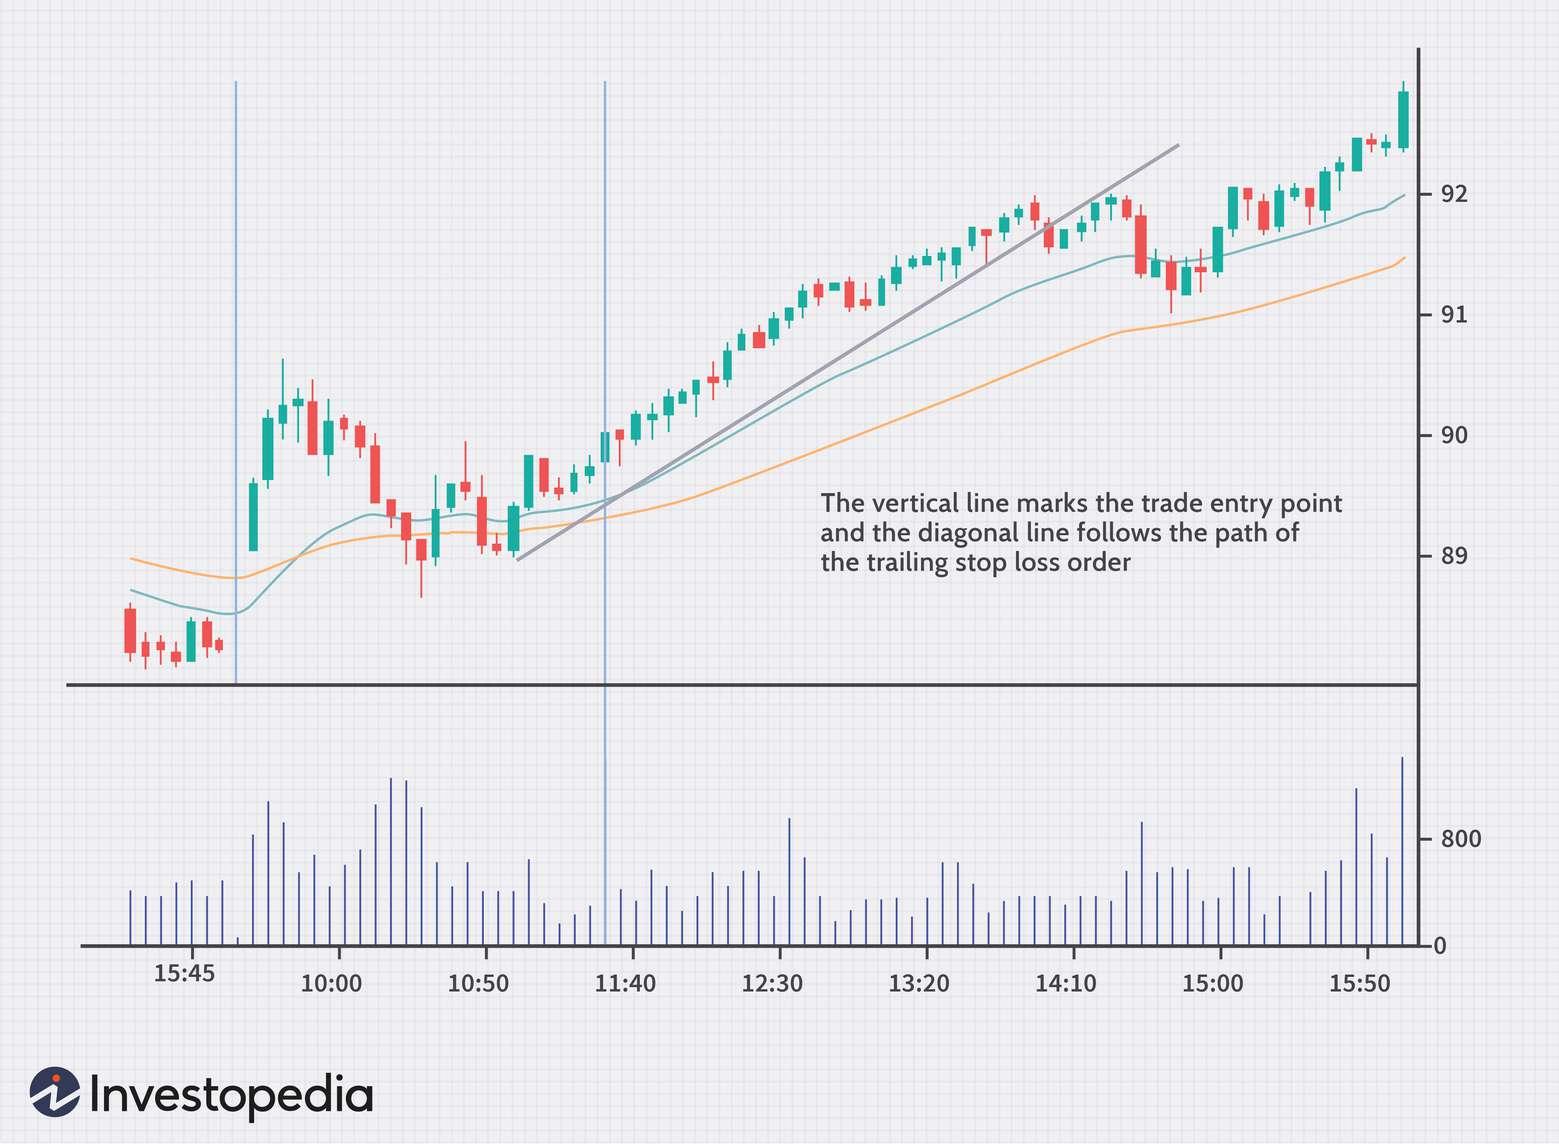 92
91
90
The vertical line marks the trade entry point
and the diagonal line follows the path of
the trailing stop loss order
89
800
0
15:45 10:00 10:50 11:40 12:30 13:20 14:10 15:00 15:50
Investopedia